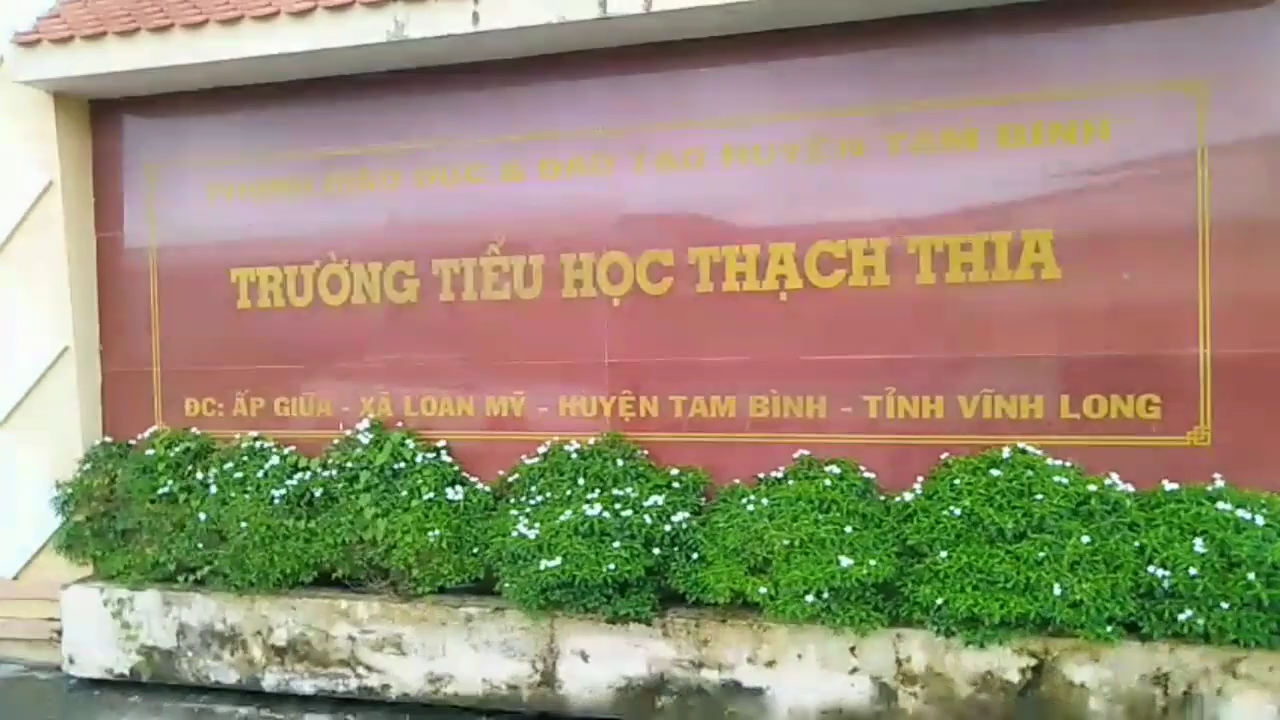 PHÒNG GIÁO DỤC & ĐÀO TẠO HUYỆN TAM BÌNH
TRƯỜNG TIỂU HỌC THẠCH THIA
ĐC: ẤP GIỮA - XÃ LOAN MỸ - HUYỆN TAM BÌNH - TỈNH VĨNH LONG